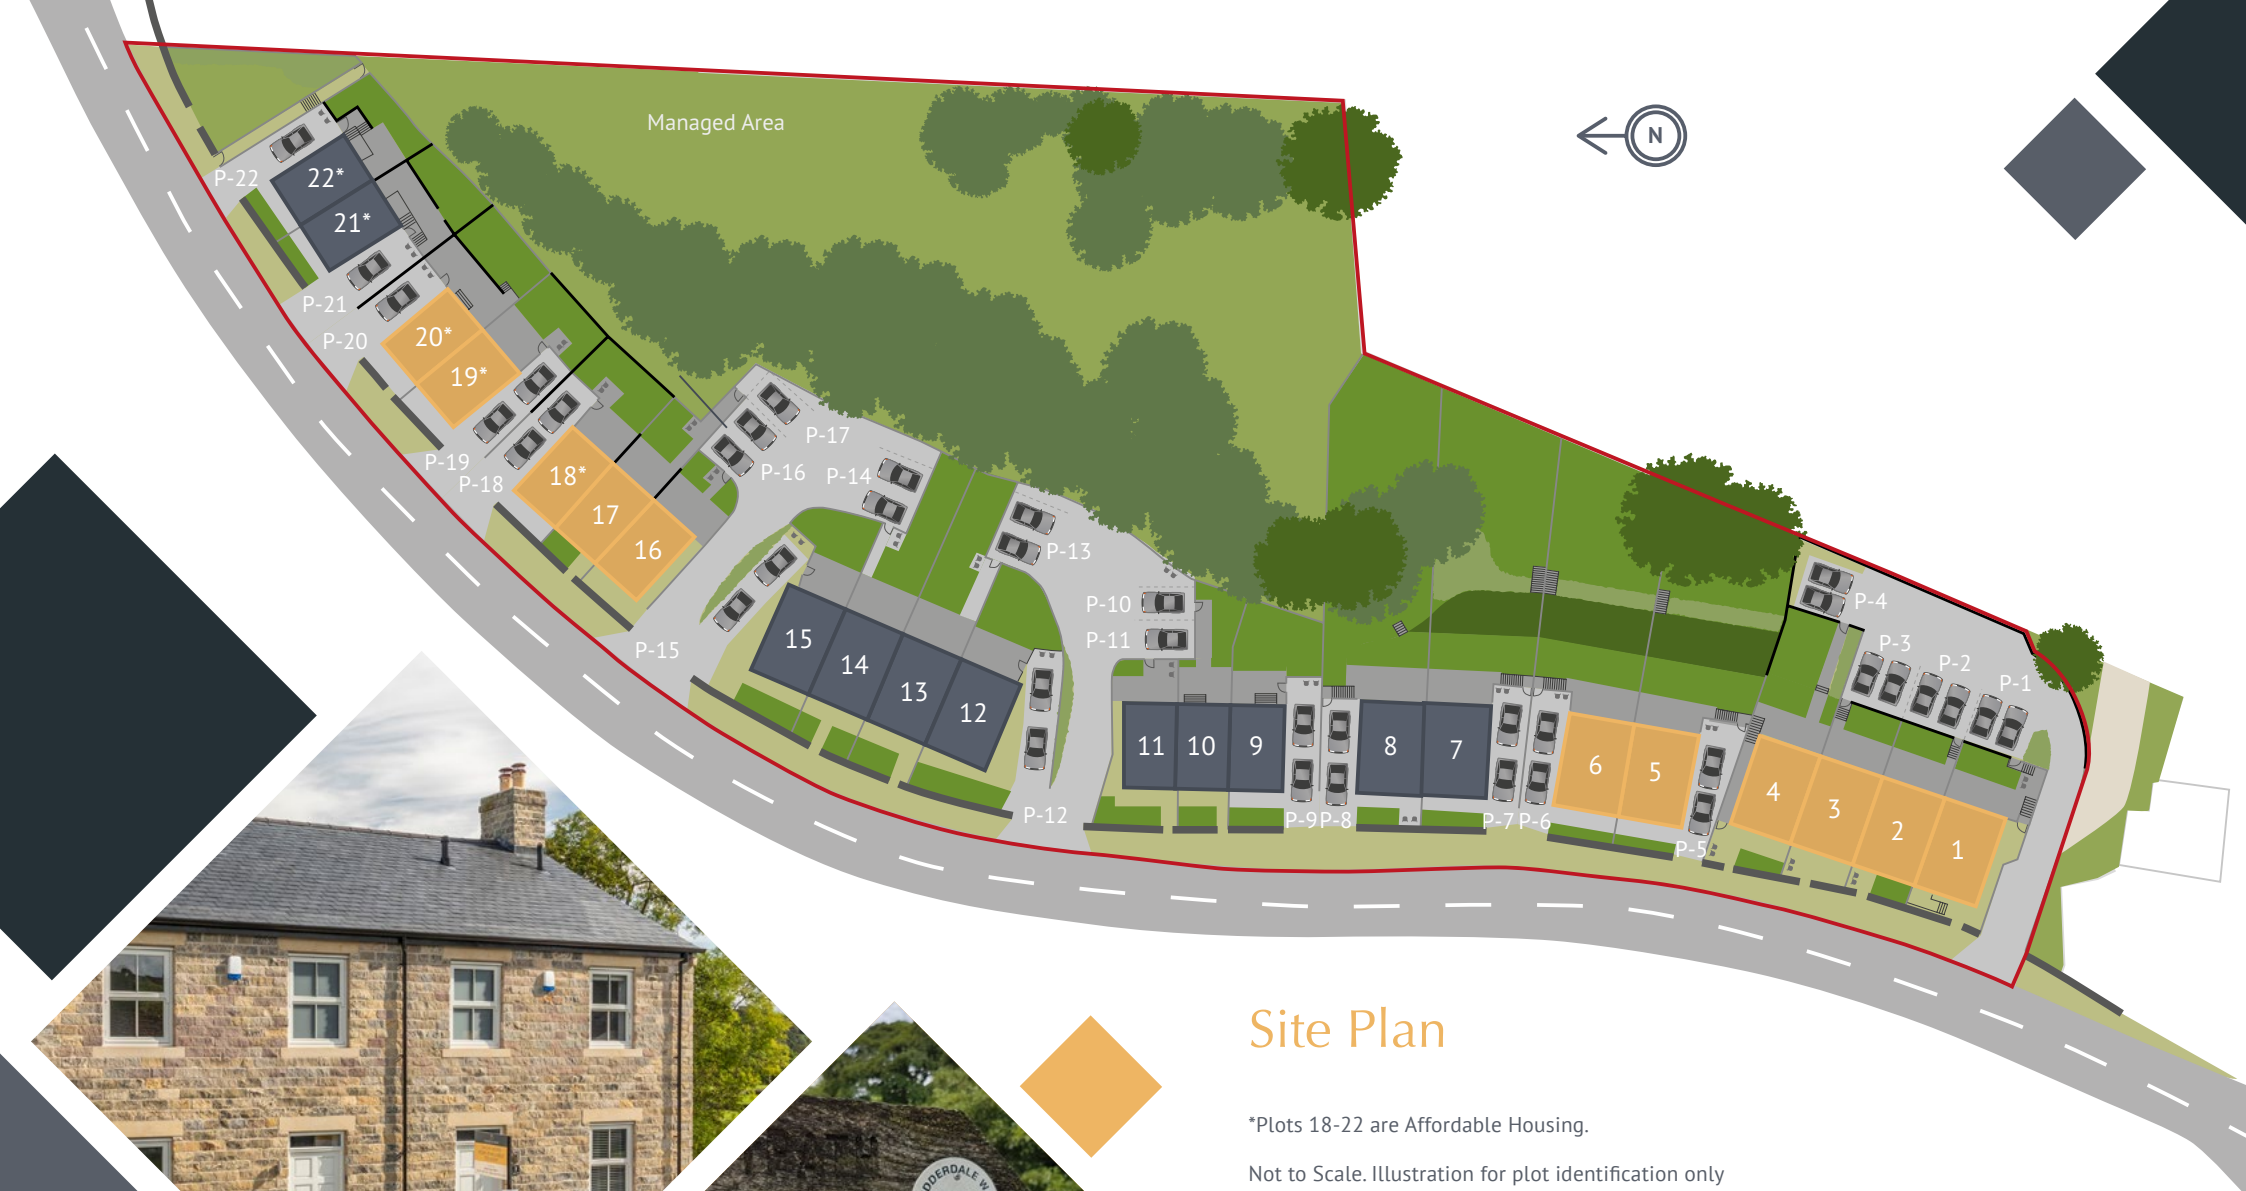 Managed Area
N
P-22
22*
21*
P-21
P-20
20*
19*
P-19
P-18
18*
17
16
P-17
P-16
P-14
P-13
P-15
15
14
13
12
P-12
P-10
P-11
11
10
9
P-9
P-8
8
7
P-7
P-6
6
5
P-5
P-4
P-3
P-2
P-1
4
3
2
1
Site Plan
*Plots 18-22 are Affordable Housing.
Not to Scale. Illustration for plot identification only